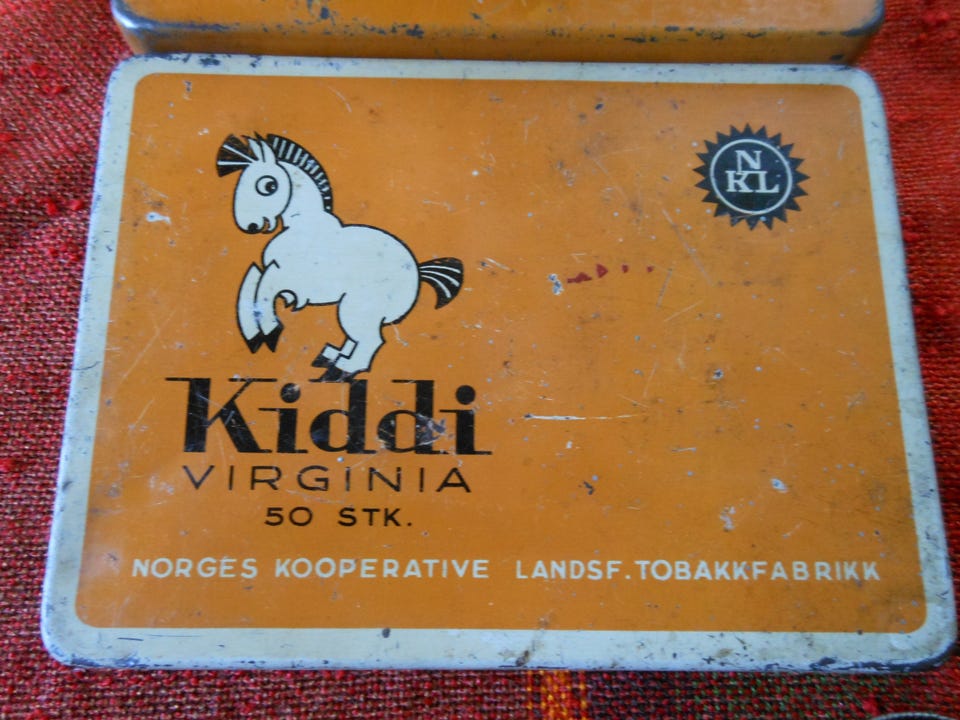 N
KL
Kiddi
VIRGINIA
50 STK.
NORGES KOOPERATIVE LANDSF. TOBAKKFABRIKK